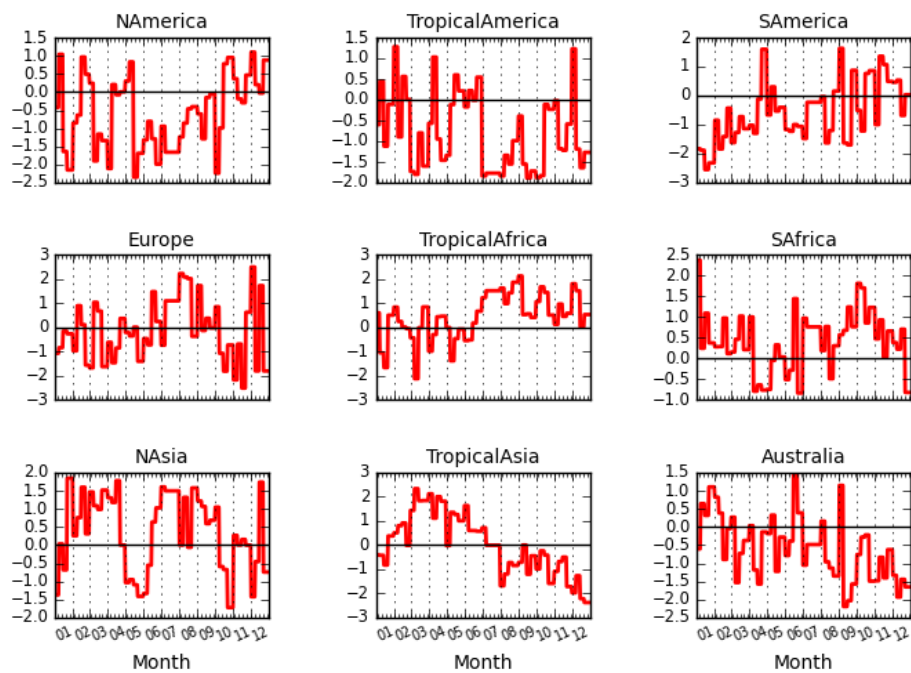 NAmerica TropicalAmerica SAmerica
1.5 1.5 2
1.0 1.0 1
0.5 0.5 0
0.0 0.0 −1
−0.5 −0.5 −2
−1.0 −1.0 −3
−1.5 −1.5
−2.0 −2.0
−2.5
Europe TropicalAfrica SAfrica
3 3 2.5
2 2 2.0
1 1 1.5
0 0 1.0
−1 −1 0.5
−2 −2 0.0
−3 −3 −0.5
−1.0
NAsia TropicalAsia Australia
2.0 3 1.5
1.5 2 1.0
1.0 1 0.5
0.5 0 0.0
0.0 −1 −0.5
−0.5 −2 −1.0
−1.0 −3 −1.5
−1.5 −2.0
−2.0 −2.5
01 02 03 04 05 06 07 08 09 10 11 12 01 02 03 04 05 06 07 08 09 10 11 12 01 02 03 04 05 06 07 08 09 10 11 12
Month Month Month